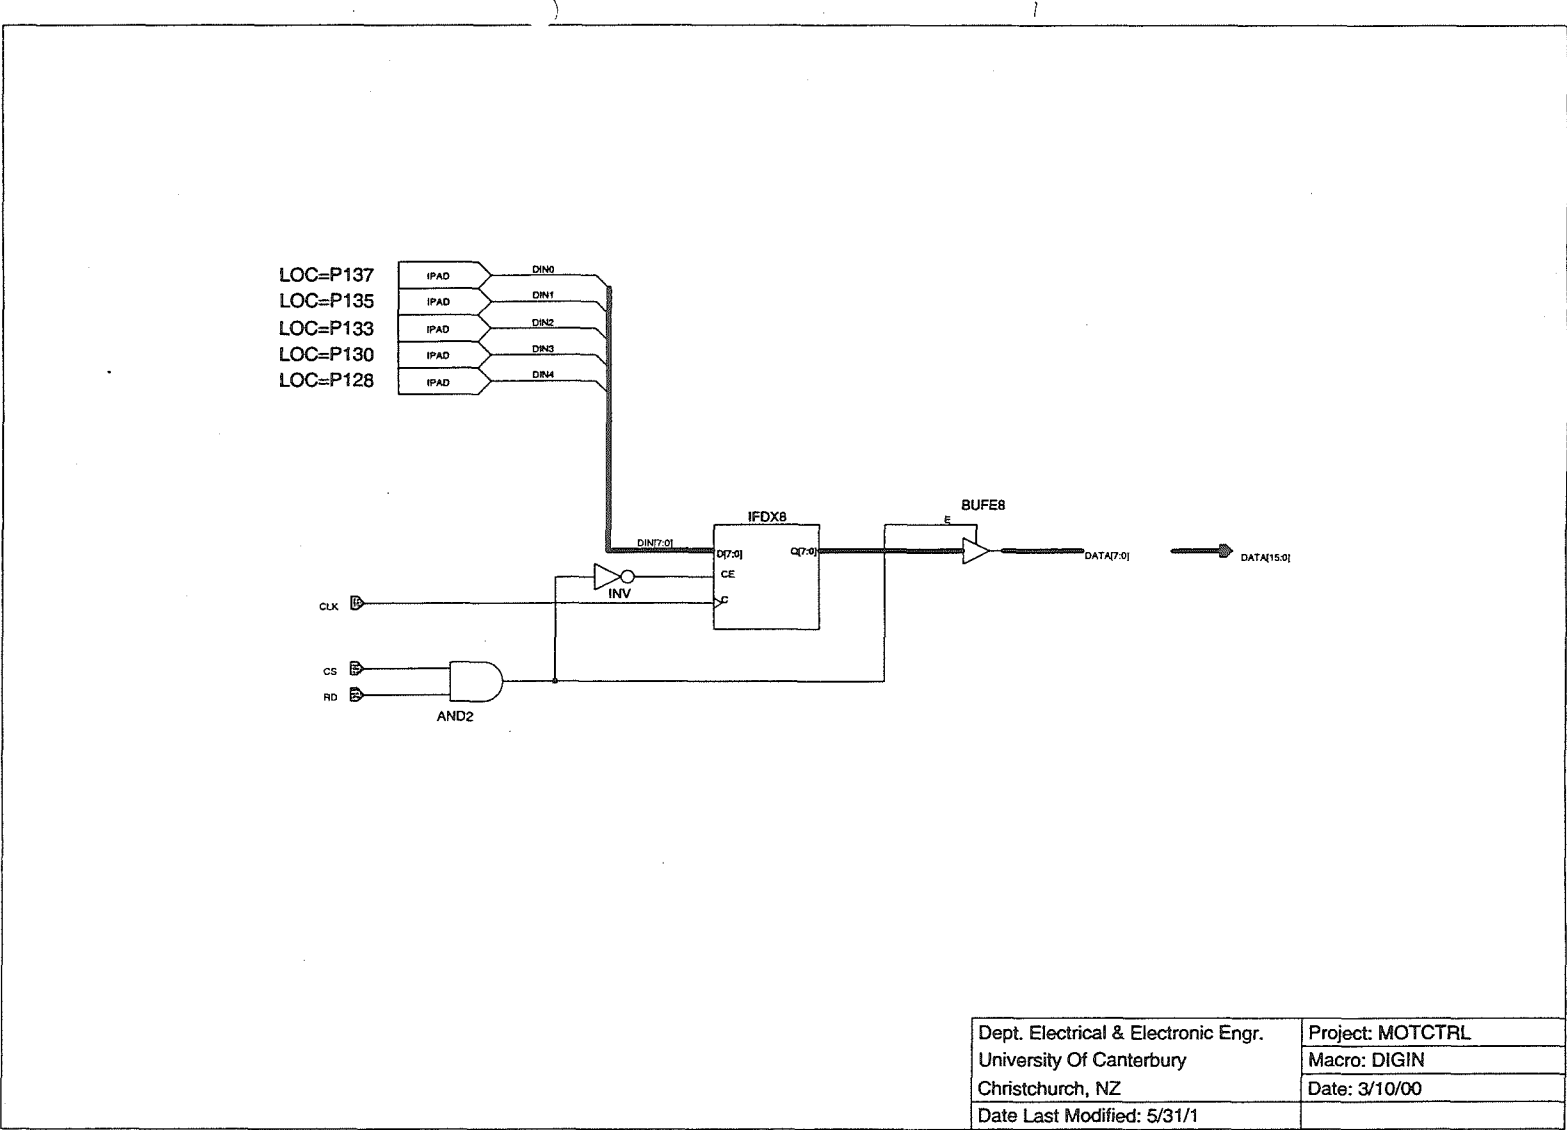 LOC=P137 IPAD DIN0
LOC=P135 IPAD DIN1
LOC=P133 IPAD DIN2
LOC=P130 IPAD DIN3
LOC=P128 IPAD DIN4
BUFE8
IFDX8 E
DIN[7:0] D[7:0] Q[7:0] DATA[7:0] DATA[15:0]
CE
INV
CLK C
CS
RD
AND2
Dept. Electrical & Electronic Engr. Project: MOTCTRL
University Of Canterbury Macro: DIGIN
Christchurch, NZ Date: 3/10/00
Date Last Modified: 5/31/1